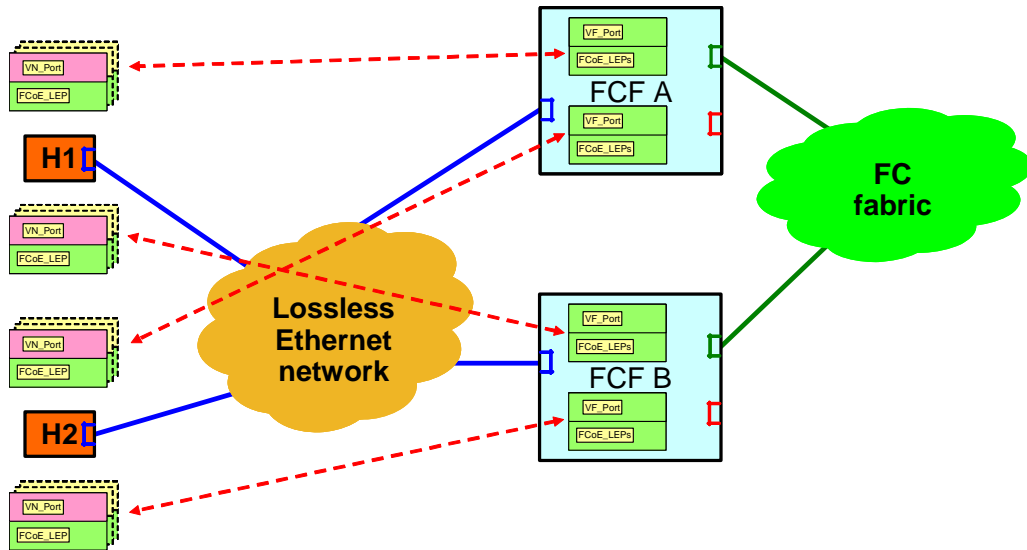 VN_Port
FCoE_LEP
H1
VN_Port
FCoE_LEP
VN_Port
FCoE_LEP
H2
VN_Port
FCoE_LEP
Lossless
Ethernet
network
VF_Port
FCoE_LEPs
FCF A
VF_Port
FCoE_LEPs
VF_Port
FCoE_LEPs
FCF B
VF_Port
FCoE_LEPs
FC
fabric